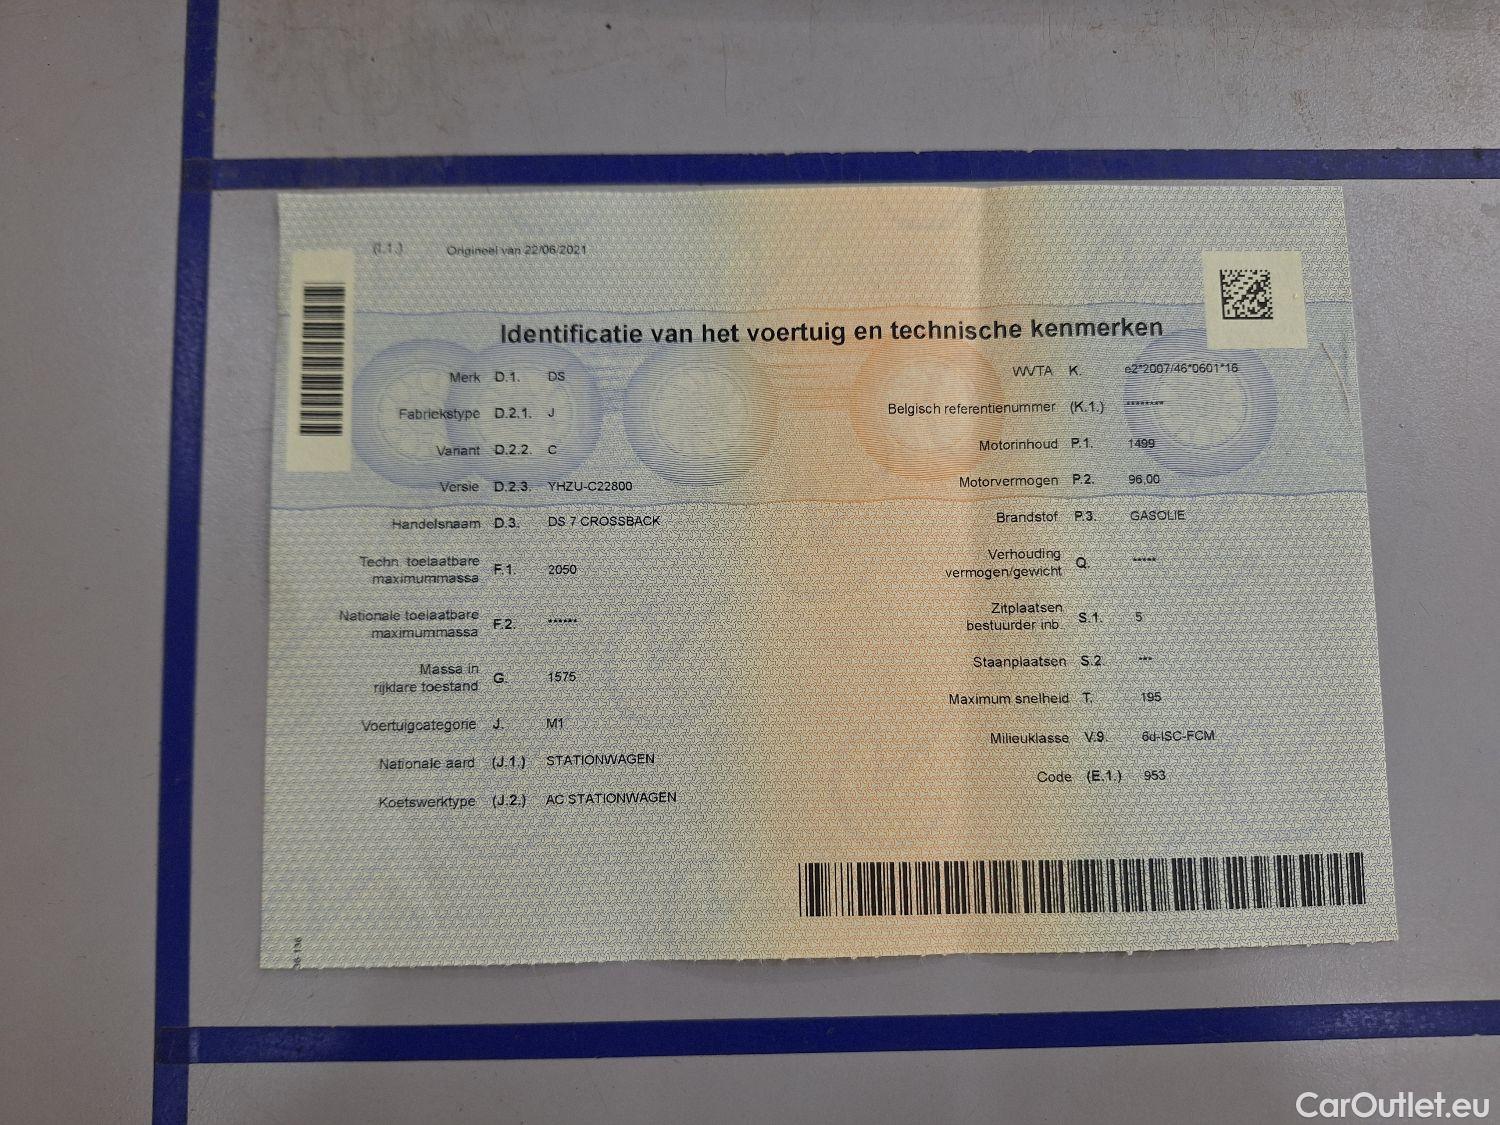 (I.1.) Origineel van 22/06/2021
Identificatie van het voertuig en technische kenmerken
Merk D.1. DS
Fabriekstype D.2.1. J
Variant D.2.2. C
Versie D.2.3. YHZU-C22800
Handelsnaam D.3. DS 7 CROSSBACK
Techn. toelaatbare
maximummassa F.1. 2050
Nationale toelaatbare
maximummassa F.2. ******
Massa in
rijklare toestand G. 1575
Voertuigcategorie J. M1
Nationale aard (J.1.) STATIONWAGEN
Koetswerktype (J.2.) AC STATIONWAGEN
WVTA K. e2*2007/46*0601*16
Belgisch referentienummer (K.1.) ********
Motorinhoud P.1. 1499
Motorvermogen P.2. 96,00
Brandstof P.3. GASOLIE
Verhouding
vermogen/gewicht Q. *****
Zitplaatsen
bestuurder inb. S.1. 5
Staanplaatsen S.2. ***
Maximum snelheid T. 195
Milieuklasse V.9. 6d-ISC-FCM
Code (E.1.) 953
CarOutlet.eu